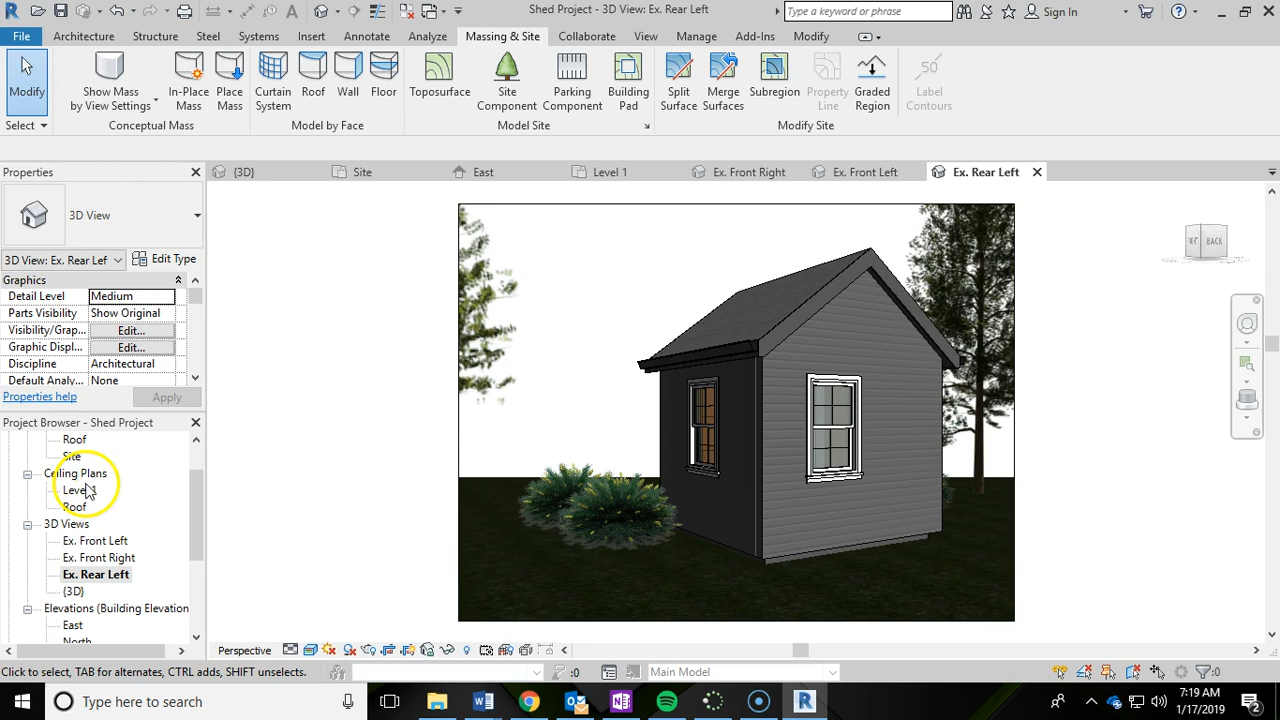 Shed Project - 3D View: Ex. Rear Left
Type a keyword or phrase
Sign In
File
Architecture
Structure
Steel
Systems
Insert
Annotate
Analyze
Massing & Site
Collaborate
View
Manage
Add-Ins
Modify
Modify
Show Mass
by View Settings
In-Place
Mass
Place
Mass
Curtain
System
Roof
Wall
Floor
Toposurface
Site
Component
Parking
Component
Building
Pad
Split
Surface
Merge
Surfaces
Subregion
Property
Line
Graded
Region
50
Label
Contours
Select
Conceptual Mass
Model by Face
Model Site
Modify Site
Properties
{3D}
Site
East
Level 1
Ex. Front Right
Ex. Front Left
Ex. Rear Left
3D View
3D View: Ex. Rear Lef
Edit Type
Graphics
Detail Level
Medium
Parts Visibility
Show Original
Visibility/Grap...
Edit...
Graphic Displ...
Edit...
Discipline
Architectural
Default Analy...
None
Properties help
Apply
BACK
Project Browser - Shed Project
Roof
Site
Ceiling Plans
Level 1
Roof
3D Views
Ex. Front Left
Ex. Front Right
Ex. Rear Left
{3D}
Elevations (Building Elevation
East
North
Perspective
Click to select, TAB for alternates, CTRL adds, SHIFT unselects.
:0
Main Model
:0
Type here to search
7:19 AM
1/17/2019
2